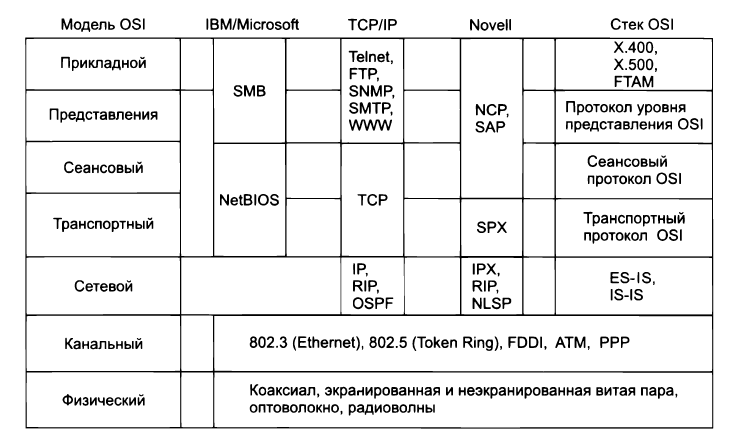 Модель OSI IBM/Microsoft TCP/IP Novell Стек OSI
Прикладной
SMB
Telnet,
FTP,
SNMP,
SMTP,
WWW
NCP,
SAP
X.400,
X.500,
FTAM
Представления
Протокол уровня
представления OSI
Сеансовый
NetBIOS
TCP
Сеансовый
протокол OSI
Транспортный
SPX
Транспортный
протокол OSI
Сетевой
IP,
RIP,
OSPF
IPX,
RIP,
NLSP
ES-IS,
IS-IS
Канальный
802.3 (Ethernet), 802.5 (Token Ring), FDDI, ATM, PPP
Физический
Коаксиал, экранированная и неэкранированная витая пара,
оптоволокно, радиоволны